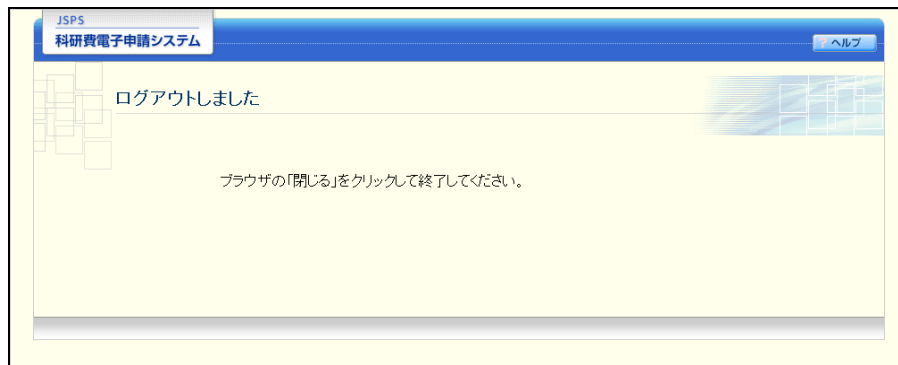 JSPS
科研費電子申請システム
? ヘルプ
ログアウトしました
ブラウザの「閉じる」をクリックして終了してください。